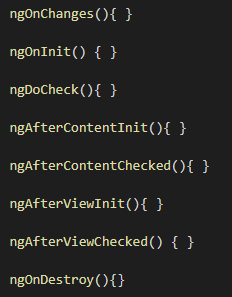 ngOnChanges(){ }
ngOnInit() { }
ngDoCheck(){ }
ngAfterContentInit(){ }
ngAfterContentChecked(){ }
ngAfterViewInit(){ }
ngAfterViewChecked() { }
ngOnDestroy(){}